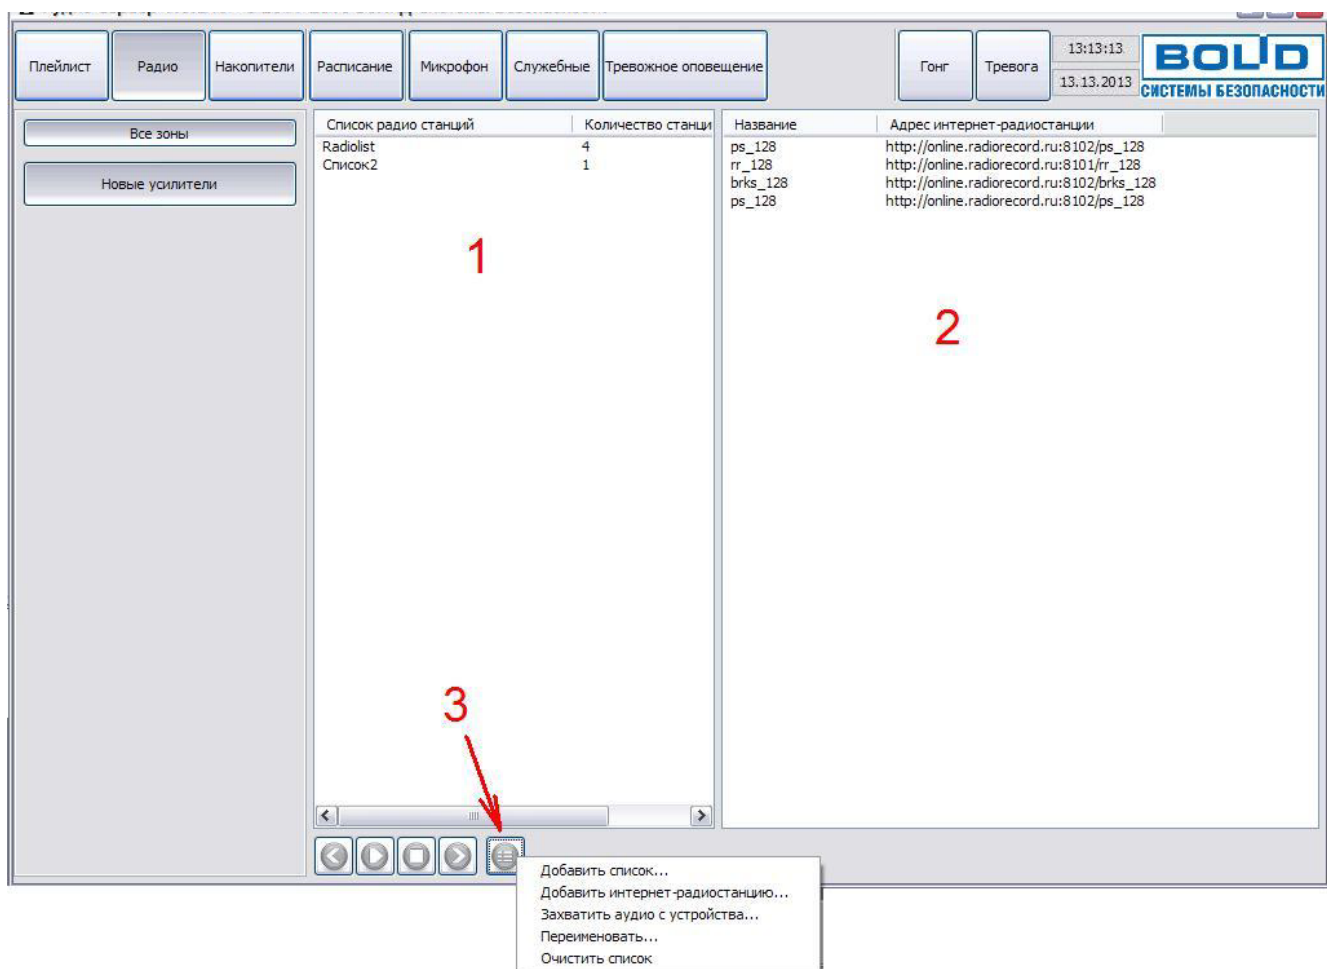 Плейлист
Радио
Накопители
Расписание
Микрофон
Служебные
Тревожное оповещение
Гонг
Тревога
13:13:13
13.13.2013
BOLID
СИСТЕМЫ БЕЗОПАСНОСТИ
Все зоны
Новые усилители
Список радио станций Количество станци
Radiolist 4
Список2 1
Название Адрес интернет-радиостанции
ps_128 http://online.radiorecord.ru:8102/ps_128
rr_128 http://online.radiorecord.ru:8101/rr_128
brks_128 http://online.radiorecord.ru:8102/brks_128
ps_128 http://online.radiorecord.ru:8102/ps_128
1
2
3
Добавить список...
Добавить интернет-радиостанцию...
Захватить аудио с устройства...
Переименовать...
Очистить список